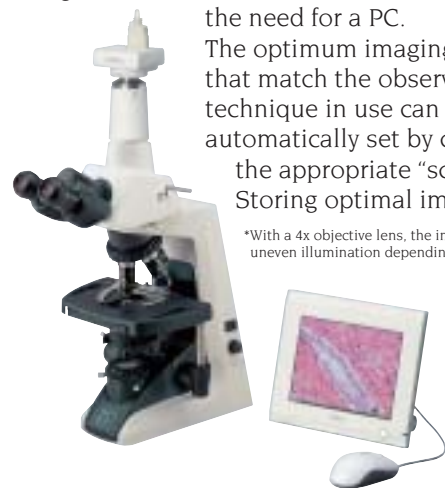 the need for a PC.
The optimum imaging
that match the observ
technique in use can
automatically set by c
the appropriate “sc
Storing optimal im
*With a 4x objective lens, the in
uneven illumination dependin